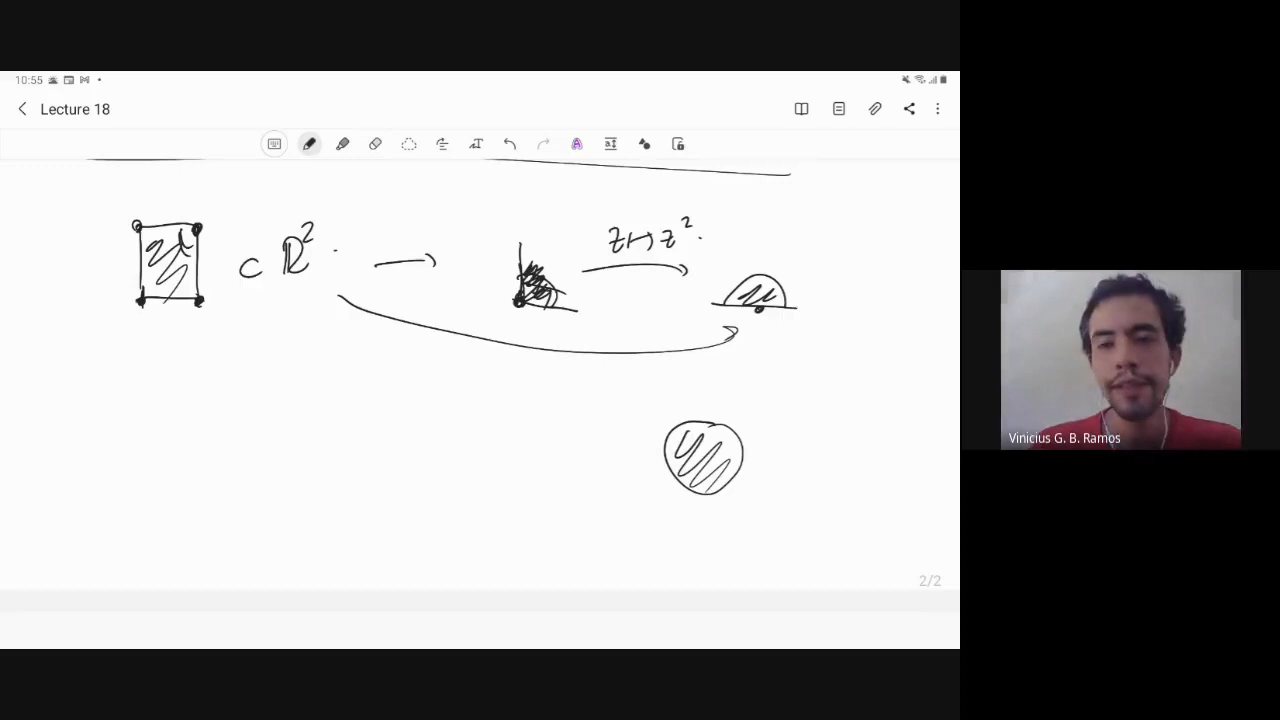 10:55
Lecture 18
⊂ ℝ² . → z ↦ z² .
2/2
Vinicius G. B. Ramos